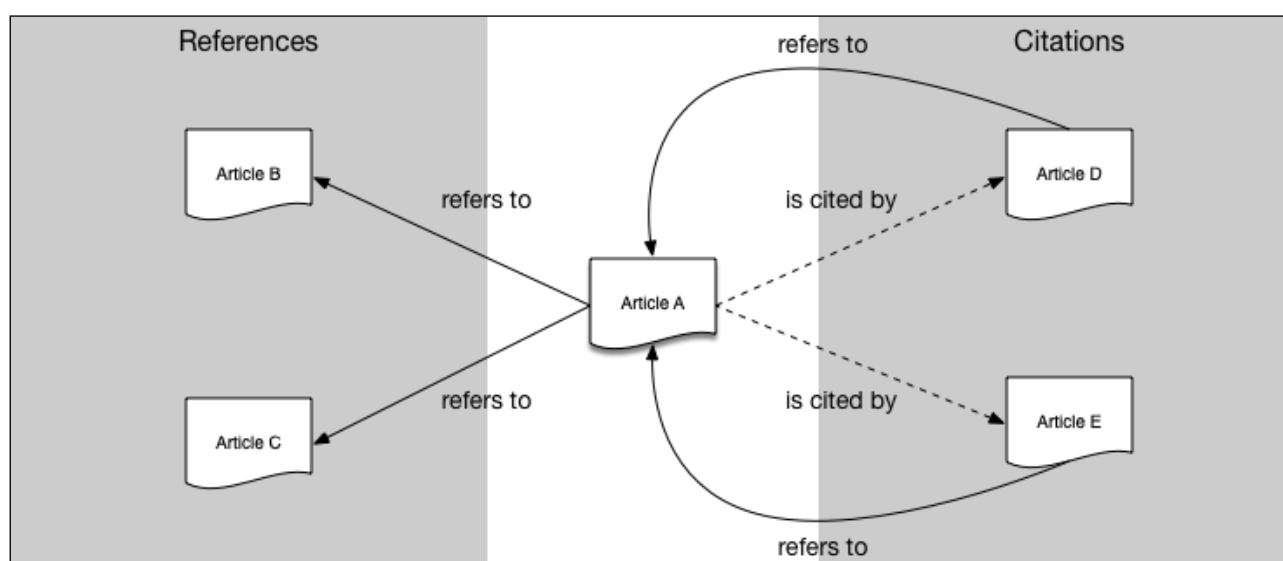 References
Citations
refers to
Article B
Article D
refers to
is cited by
Article A
refers to
is cited by
Article C
Article E
refers to